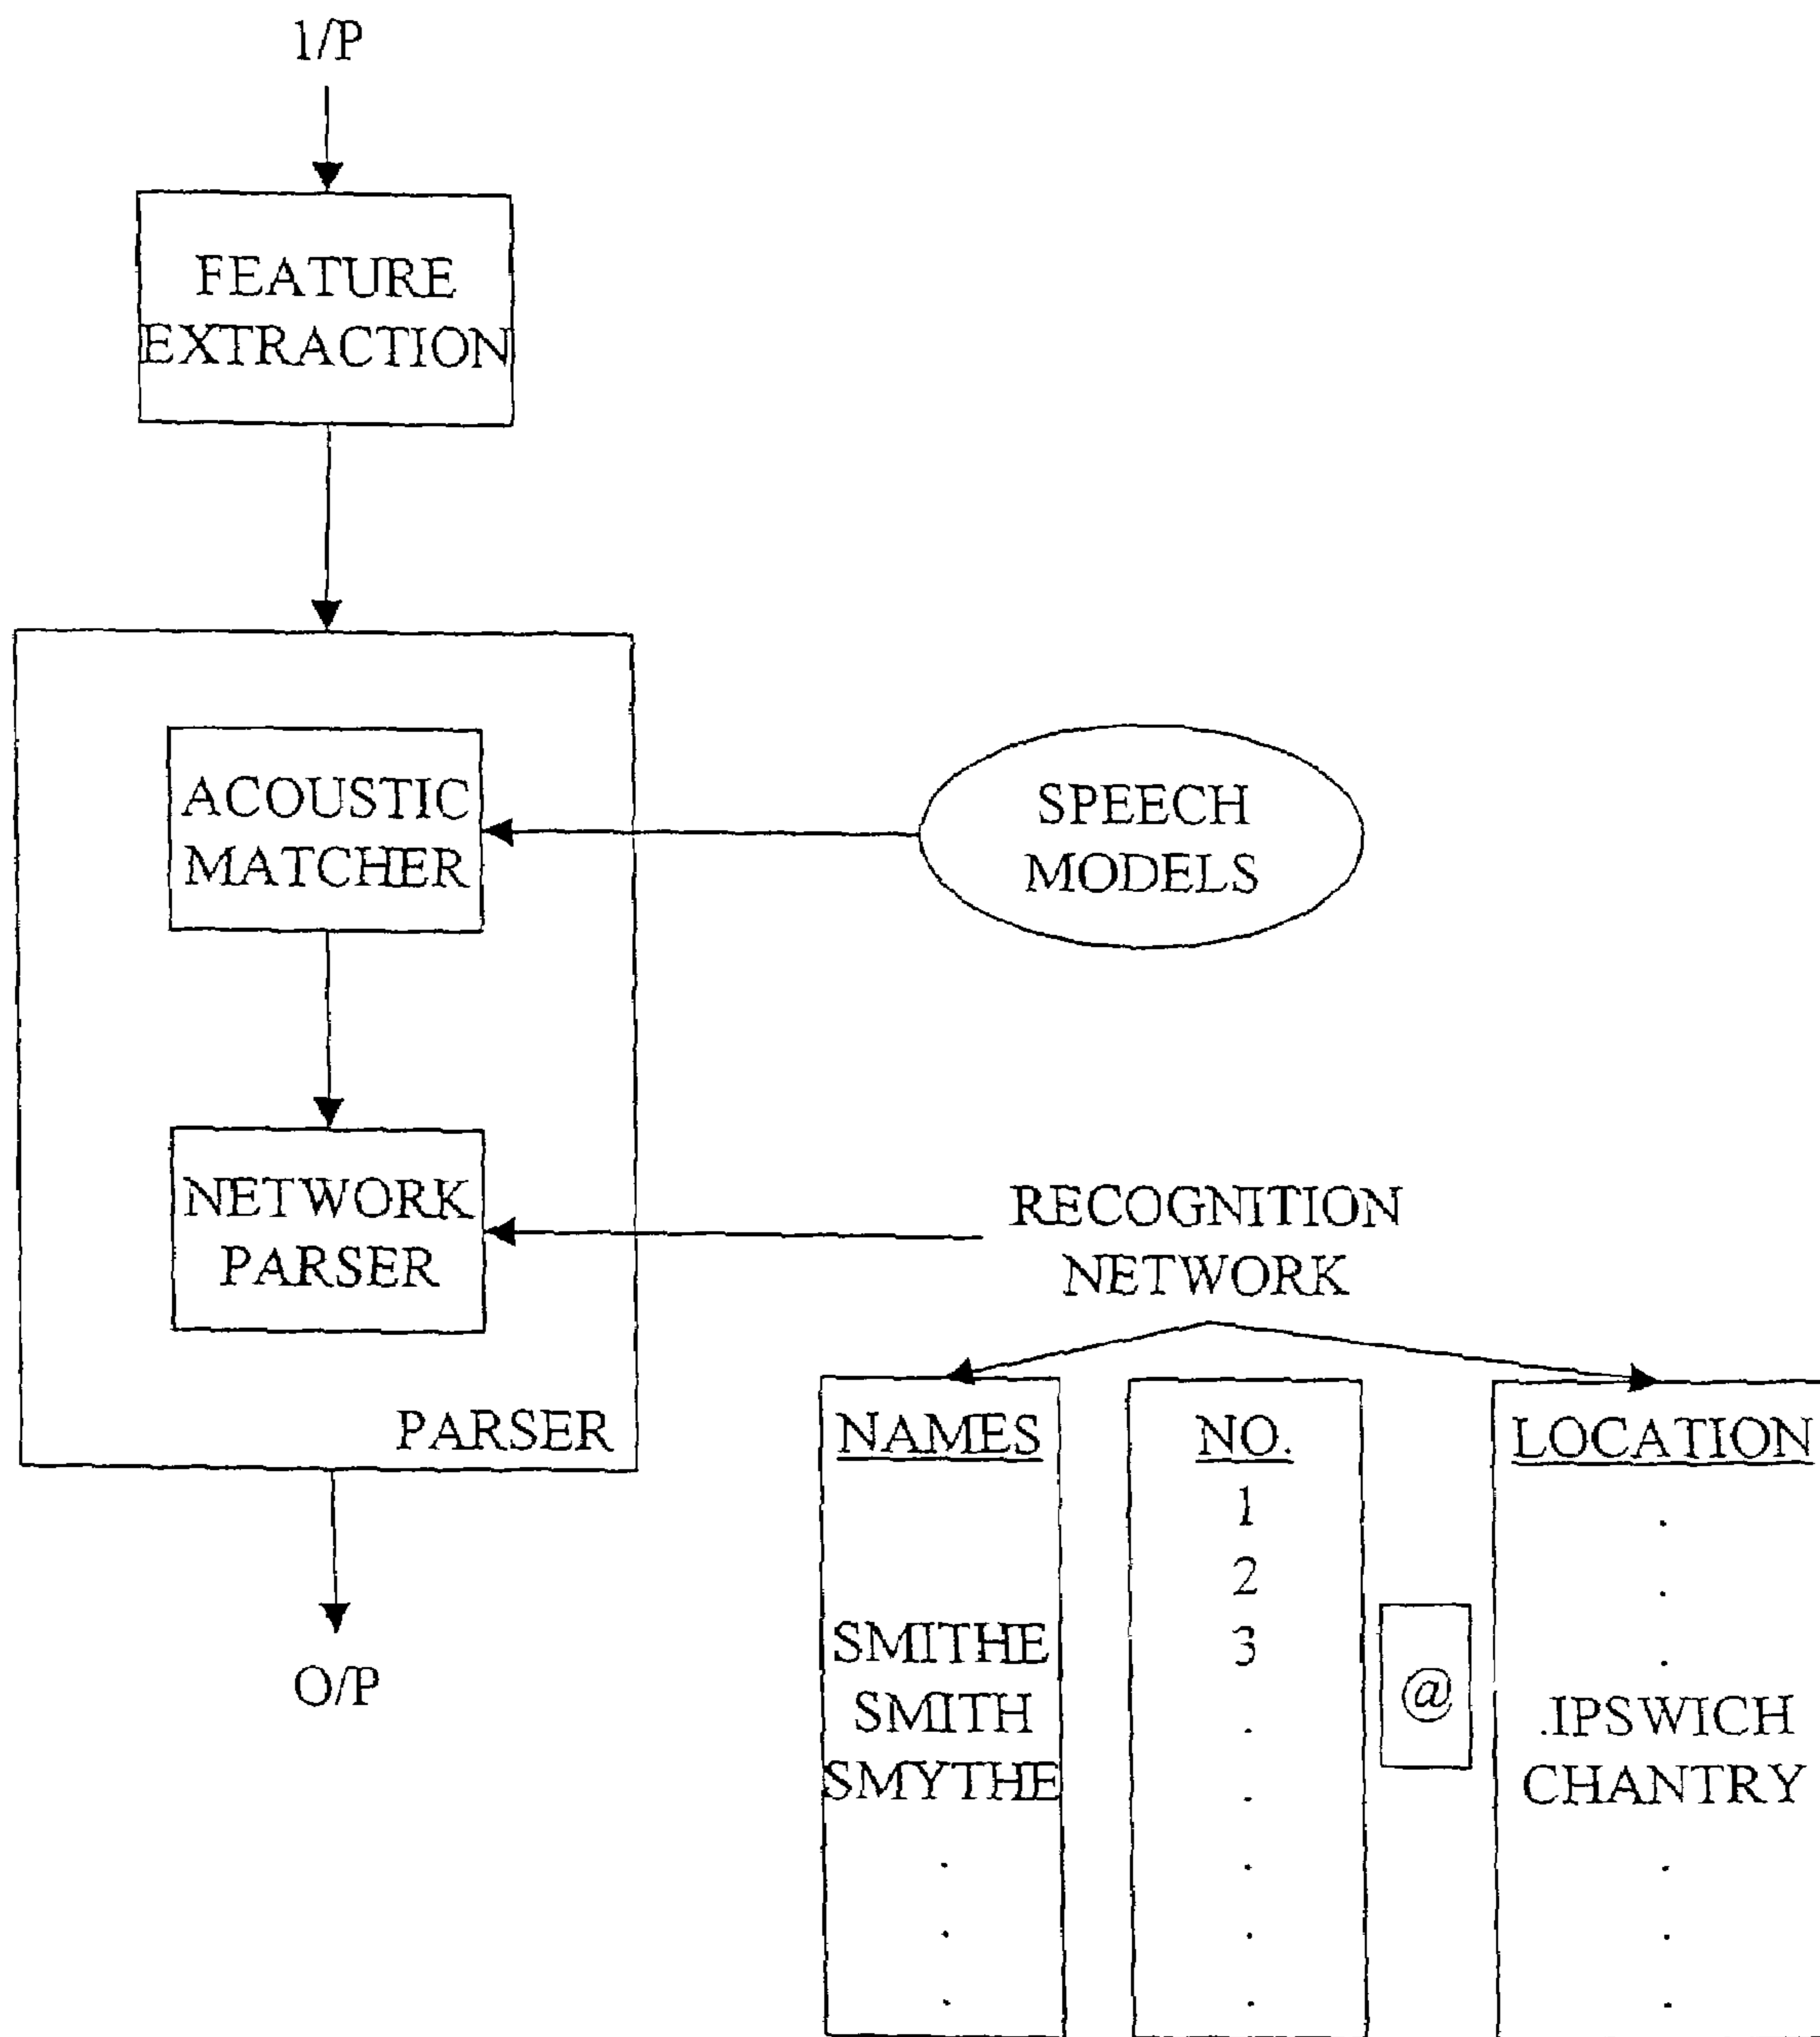 1/P
FEATURE
EXTRACTION
ACOUSTIC
MATCHER
SPEECH
MODELS
NETWORK
PARSER
RECOGNITION
NETWORK
PARSER
O/P
NAMES
SMITHE
SMITH
SMYTHE
.
.
.
NO.
1
2
3
.
.
.
.
.
@
LOCATION
.
.
.
.IPSWICH
CHANTRY
.
.
.